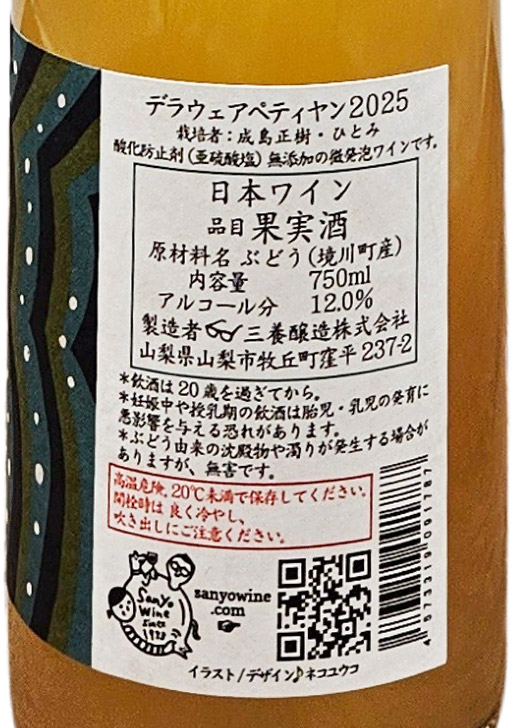 デラウェアペティヤン2025
栽培者：成島正樹・ひとみ
酸化防止剤（亜硫酸塩）無添加の微発泡ワインです。
日本ワイン
品目 果実酒
原材料名 ぶどう（境川町産）
内容量 750ml
アルコール分 12.0%
製造者 三養醸造株式会社
山梨県山梨市牧丘町窪平237-2
*飲酒は20歳を過ぎてから。
*妊娠中や授乳期の飲酒は胎児・乳児の発育に
悪影響を与える恐れがあります。
*ぶどう由来の沈殿物や濁りが発生する場合が
ありますが、無害です。
高温危険。20℃未満で保存してください。
開栓時は良く冷やし、
吹き出しにご注意ください。
SanYo
Wine
since
1933
sanyowine
.com
4 573319 091787
イラスト/デザイン♪ネコユウコ